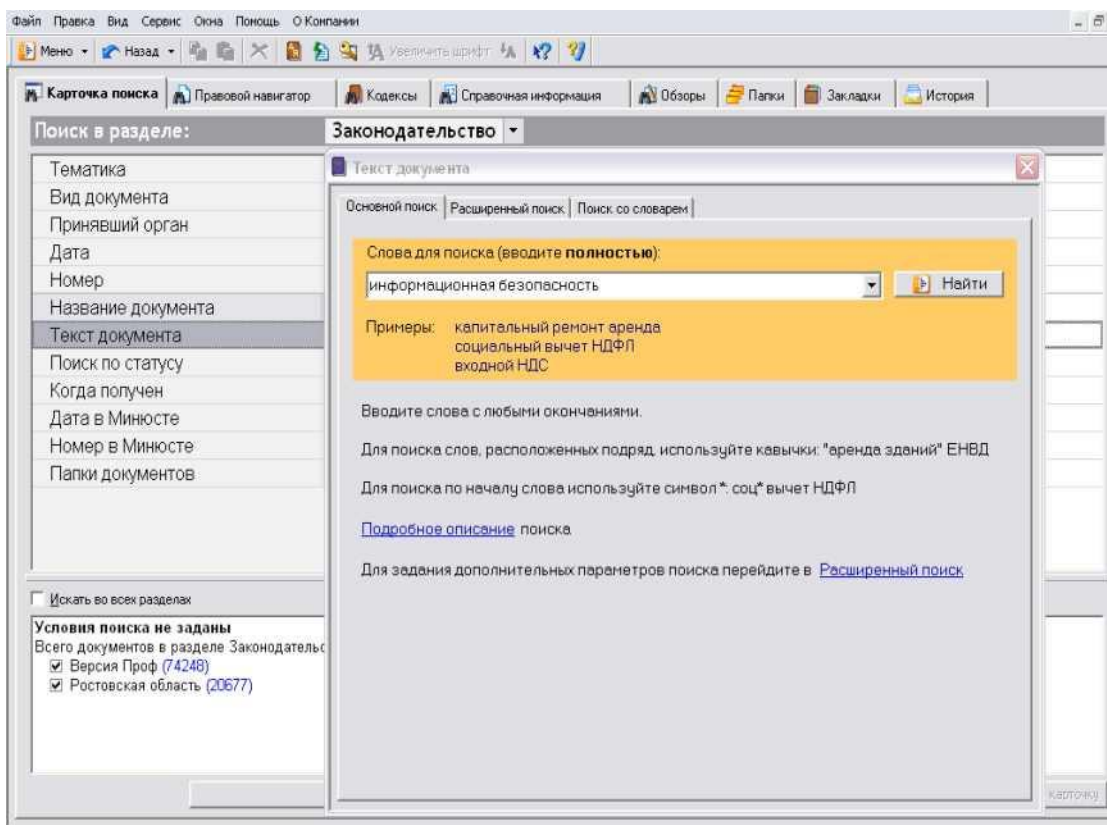 Файл Правка Вид Сервис Окна Помощь О Компании
Меню Назад Увеличить шрифт
Карточка поиска Правовой навигатор Кодексы Справочная информация Обзоры Папки Закладки История
Поиск в разделе: Законодательство
Тематика
Вид документа
Принявший орган
Дата
Номер
Название документа
Текст документа
Поиск по статусу
Когда получен
Дата в Минюсте
Номер в Минюсте
Папки документов
Искать во всех разделах
Условия поиска не заданы
Всего документов в разделе Законодательс
Версия Проф (74248)
Ростовская область (20677)
Текст документа
Основной поиск Расширенный поиск Поиск со словарем
Слова для поиска (вводите полностью):
информационная безопасность Найти
Примеры: капитальный ремонт аренда
социальный вычет НДФЛ
входной НДС
Вводите слова с любыми окончаниями.
Для поиска слов, расположенных подряд, используйте кавычки: "аренда зданий" ЕНВД
Для поиска по началу слова используйте символ *: соц* вычет НДФЛ
Подробное описание поиска
Для задания дополнительных параметров поиска перейдите в Расширенный поиск
карточку